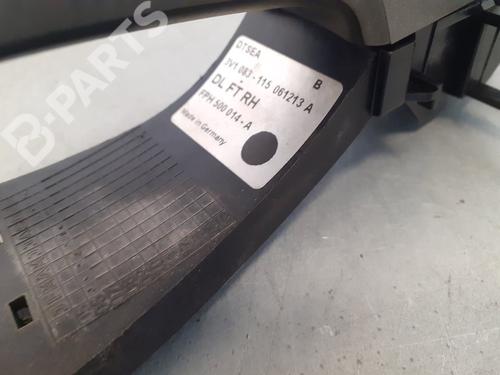 B-PARTS
DTSEA
B
3V1 083 - 115 061213 A
DL FT RH
FPH 500 014 - A
Made in Germany